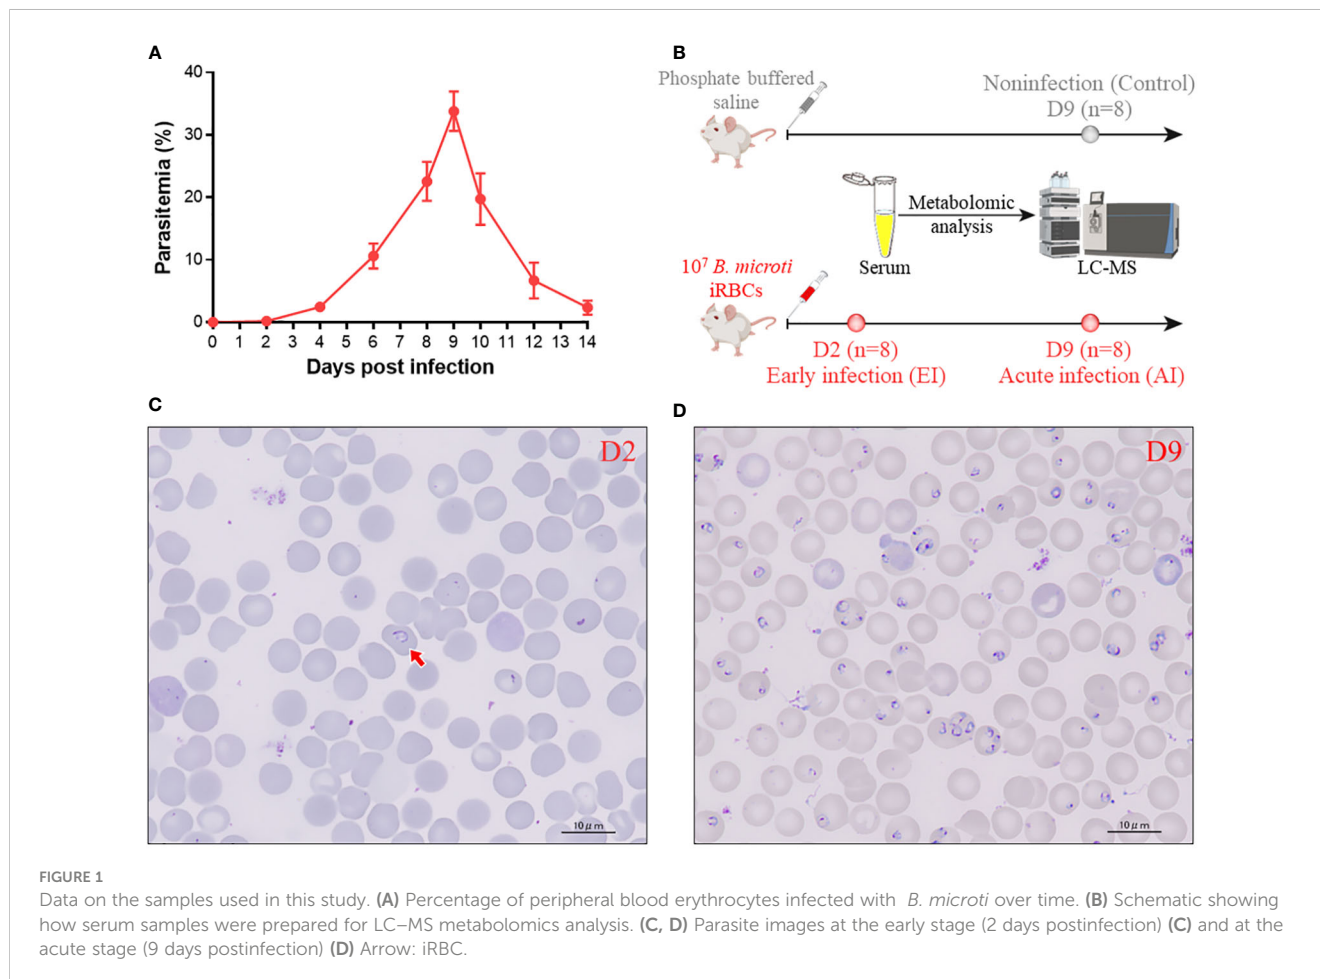 A
Parasitemia (%)
40
30
20
10
0
0 1 2 3 4 5 6 7 8 9 10 11 12 13 14
Days post infection
B
Phosphate buffered
saline
Noninfection (Control)
D9 (n=8)
Metabolomic
analysis
Serum
LC-MS
10⁷ B. microti
iRBCs
D2 (n=8)
Early infection (EI)
D9 (n=8)
Acute infection (AI)
C
D2
10 μm
D
D9
10 μm
FIGURE 1
Data on the samples used in this study. (A) Percentage of peripheral blood erythrocytes infected with B. microti over time. (B) Schematic showing
how serum samples were prepared for LC–MS metabolomics analysis. (C, D) Parasite images at the early stage (2 days postinfection) (C) and at the
acute stage (9 days postinfection) (D) Arrow: iRBC.